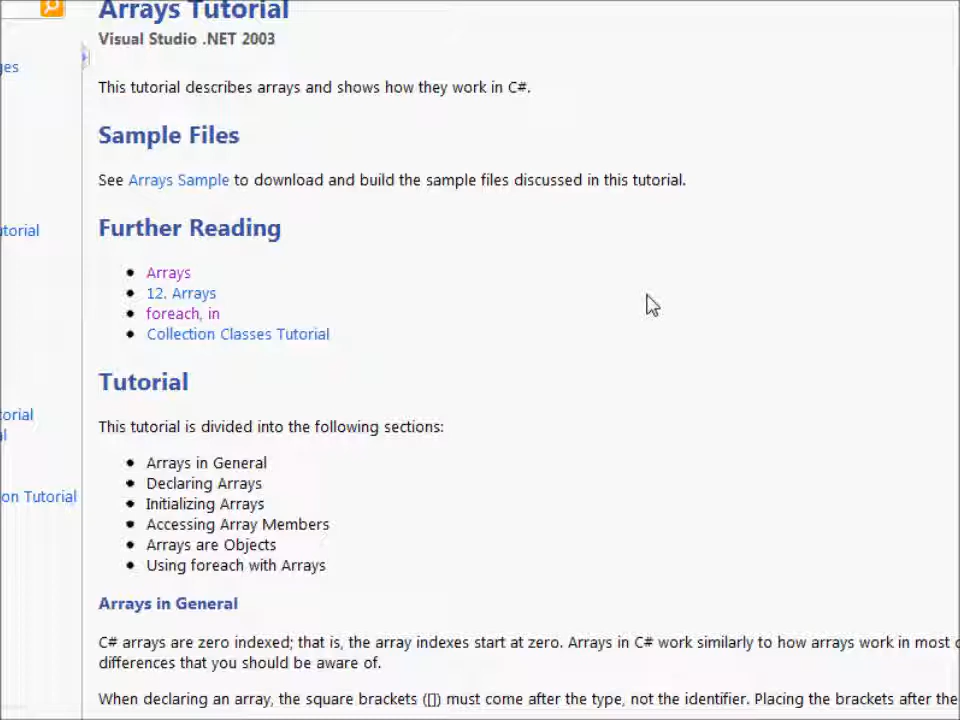 Arrays Tutorial
Visual Studio .NET 2003
ges
This tutorial describes arrays and shows how they work in C#.
Sample Files
See Arrays Sample to download and build the sample files discussed in this tutorial.
utorial
Further Reading
Arrays
12. Arrays
foreach, in
Collection Classes Tutorial
Tutorial
torial
al
This tutorial is divided into the following sections:
Arrays in General
Declaring Arrays
on Tutorial
Initializing Arrays
Accessing Array Members
Arrays are Objects
Using foreach with Arrays
Arrays in General
C# arrays are zero indexed; that is, the array indexes start at zero. Arrays in C# work similarly to how arrays work in most
differences that you should be aware of.
When declaring an array, the square brackets ([]) must come after the type, not the identifier. Placing the brackets after the